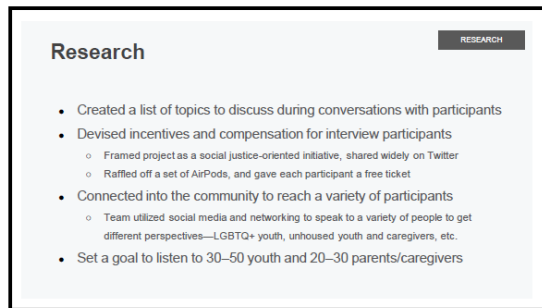 RESEARCH
Research
• Created a list of topics to discuss during conversations with participants
• Devised incentives and compensation for interview participants
○ Framed project as a social justice-oriented initiative, shared widely on Twitter
○ Raffled off a set of AirPods, and gave each participant a free ticket
• Connected into the community to reach a variety of participants
○ Team utilized social media and networking to speak to a variety of people to get
different perspectives—LGBTQ+ youth, unhoused youth and caregivers, etc.
• Set a goal to listen to 30–50 youth and 20–30 parents/caregivers